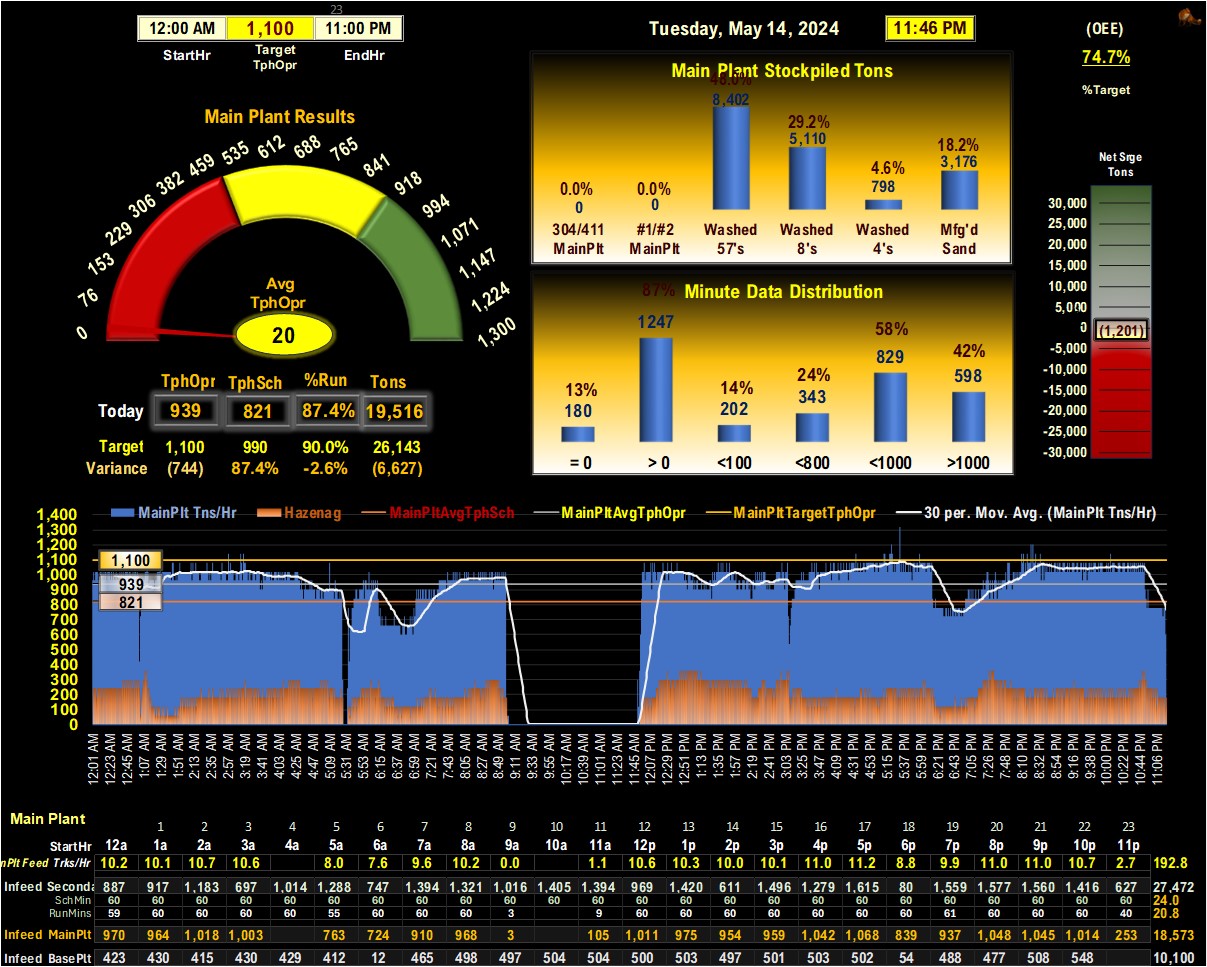 23
12:00 AM 1,100 11:00 PM
StartHr Target TphOpr EndHr
Tuesday, May 14, 2024 11:46 PM
(OEE)
74.7%
%Target
Main Plant Results
0 76 153 229 306 382 459 535 612 688 765 841 918 994 1,071 1,147 1,224 1,300
Avg
TphOpr
20
TphOpr TphSch %Run Tons
Today 939 821 87.4% 19,516
Target 1,100 990 90.0% 26,143
Variance (744) 87.4% -2.6% (6,627)
Main Plant Stockpiled Tons
0.0% 0.0% 29.2% 4.6% 18.2%
0 0 8,402 5,110 798 3,176
304/411 #1/#2 Washed Washed Washed Mfg'd
MainPlt MainPlt 57's 8's 4's Sand
Minute Data Distribution
13% 87% 14% 24% 58% 42%
180 1247 202 343 829 598
= 0 > 0 <100 <800 <1000 >1000
Net Srge
Tons
30,000
25,000
20,000
15,000
10,000
5,000
0
(1,201)
-5,000
-10,000
-15,000
-20,000
-25,000
-30,000
MainPlt Tns/Hr Hazenag MainPltAvgTphSch MainPltAvgTphOpr MainPltTargetTphOpr 30 per. Mov. Avg. (MainPlt Tns/Hr)
1,400
1,300
1,200
1,100
1,000
900
800
700
600
500
400
300
200
100
0
1,100
939
821
12:01 AM 12:23 AM 12:45 AM 1:07 AM 1:29 AM 1:51 AM 2:13 AM 2:35 AM 2:57 AM 3:19 AM 3:41 AM 4:03 AM 4:25 AM 4:47 AM 5:09 AM 5:31 AM 5:53 AM 6:15 AM 6:37 AM 6:59 AM 7:21 AM 7:43 AM 8:05 AM 8:27 AM 8:49 AM 9:11 AM 9:33 AM 9:55 AM 10:17 AM 10:39 AM 11:01 AM 11:23 AM 11:45 AM 12:07 PM 12:29 PM 12:51 PM 1:13 PM 1:35 PM 1:57 PM 2:19 PM 2:41 PM 3:03 PM 3:25 PM 3:47 PM 4:09 PM 4:31 PM 4:53 PM 5:15 PM 5:37 PM 5:59 PM 6:21 PM 6:43 PM 7:05 PM 7:26 PM 7:48 PM 8:10 PM 8:32 PM 8:54 PM 9:16 PM 9:38 PM 10:00 PM 10:22 PM 10:44 PM 11:06 PM
Main Plant
1 2 3 4 5 6 7 8 9 10 11 12 13 14 15 16 17 18 19 20 21 22 23
StartHr 12a 1a 2a 3a 4a 5a 6a 7a 8a 9a 10a 11a 12p 1p 2p 3p 4p 5p 6p 7p 8p 9p 10p 11p
nPlt Feed Trks/Hr 10.2 10.1 10.7 10.6 8.0 7.6 9.6 10.2 0.0 1.1 10.6 10.3 10.0 10.1 11.0 11.2 8.8 9.9 11.0 11.0 10.7 2.7 192.8
Infeed Seconda 887 917 1,183 697 1,014 1,288 747 1,394 1,321 1,016 1,405 1,394 969 1,420 611 1,496 1,279 1,615 80 1,559 1,577 1,560 1,416 627 27,472
SchMin 60 60 60 60 60 60 60 60 60 60 60 60 60 60 60 60 60 60 60 60 60 60 60 60 24.0
RunMins 59 60 60 60 55 60 60 60 3 9 60 60 60 60 60 60 60 61 60 60 60 40 20.8
Infeed MainPlt 970 964 1,018 1,003 763 724 910 968 3 105 1,011 975 954 959 1,042 1,068 839 937 1,048 1,045 1,014 253 18,573
Infeed BasePlt 423 430 415 430 429 412 12 465 498 497 504 504 500 503 497 501 503 502 54 488 477 508 548 10,100